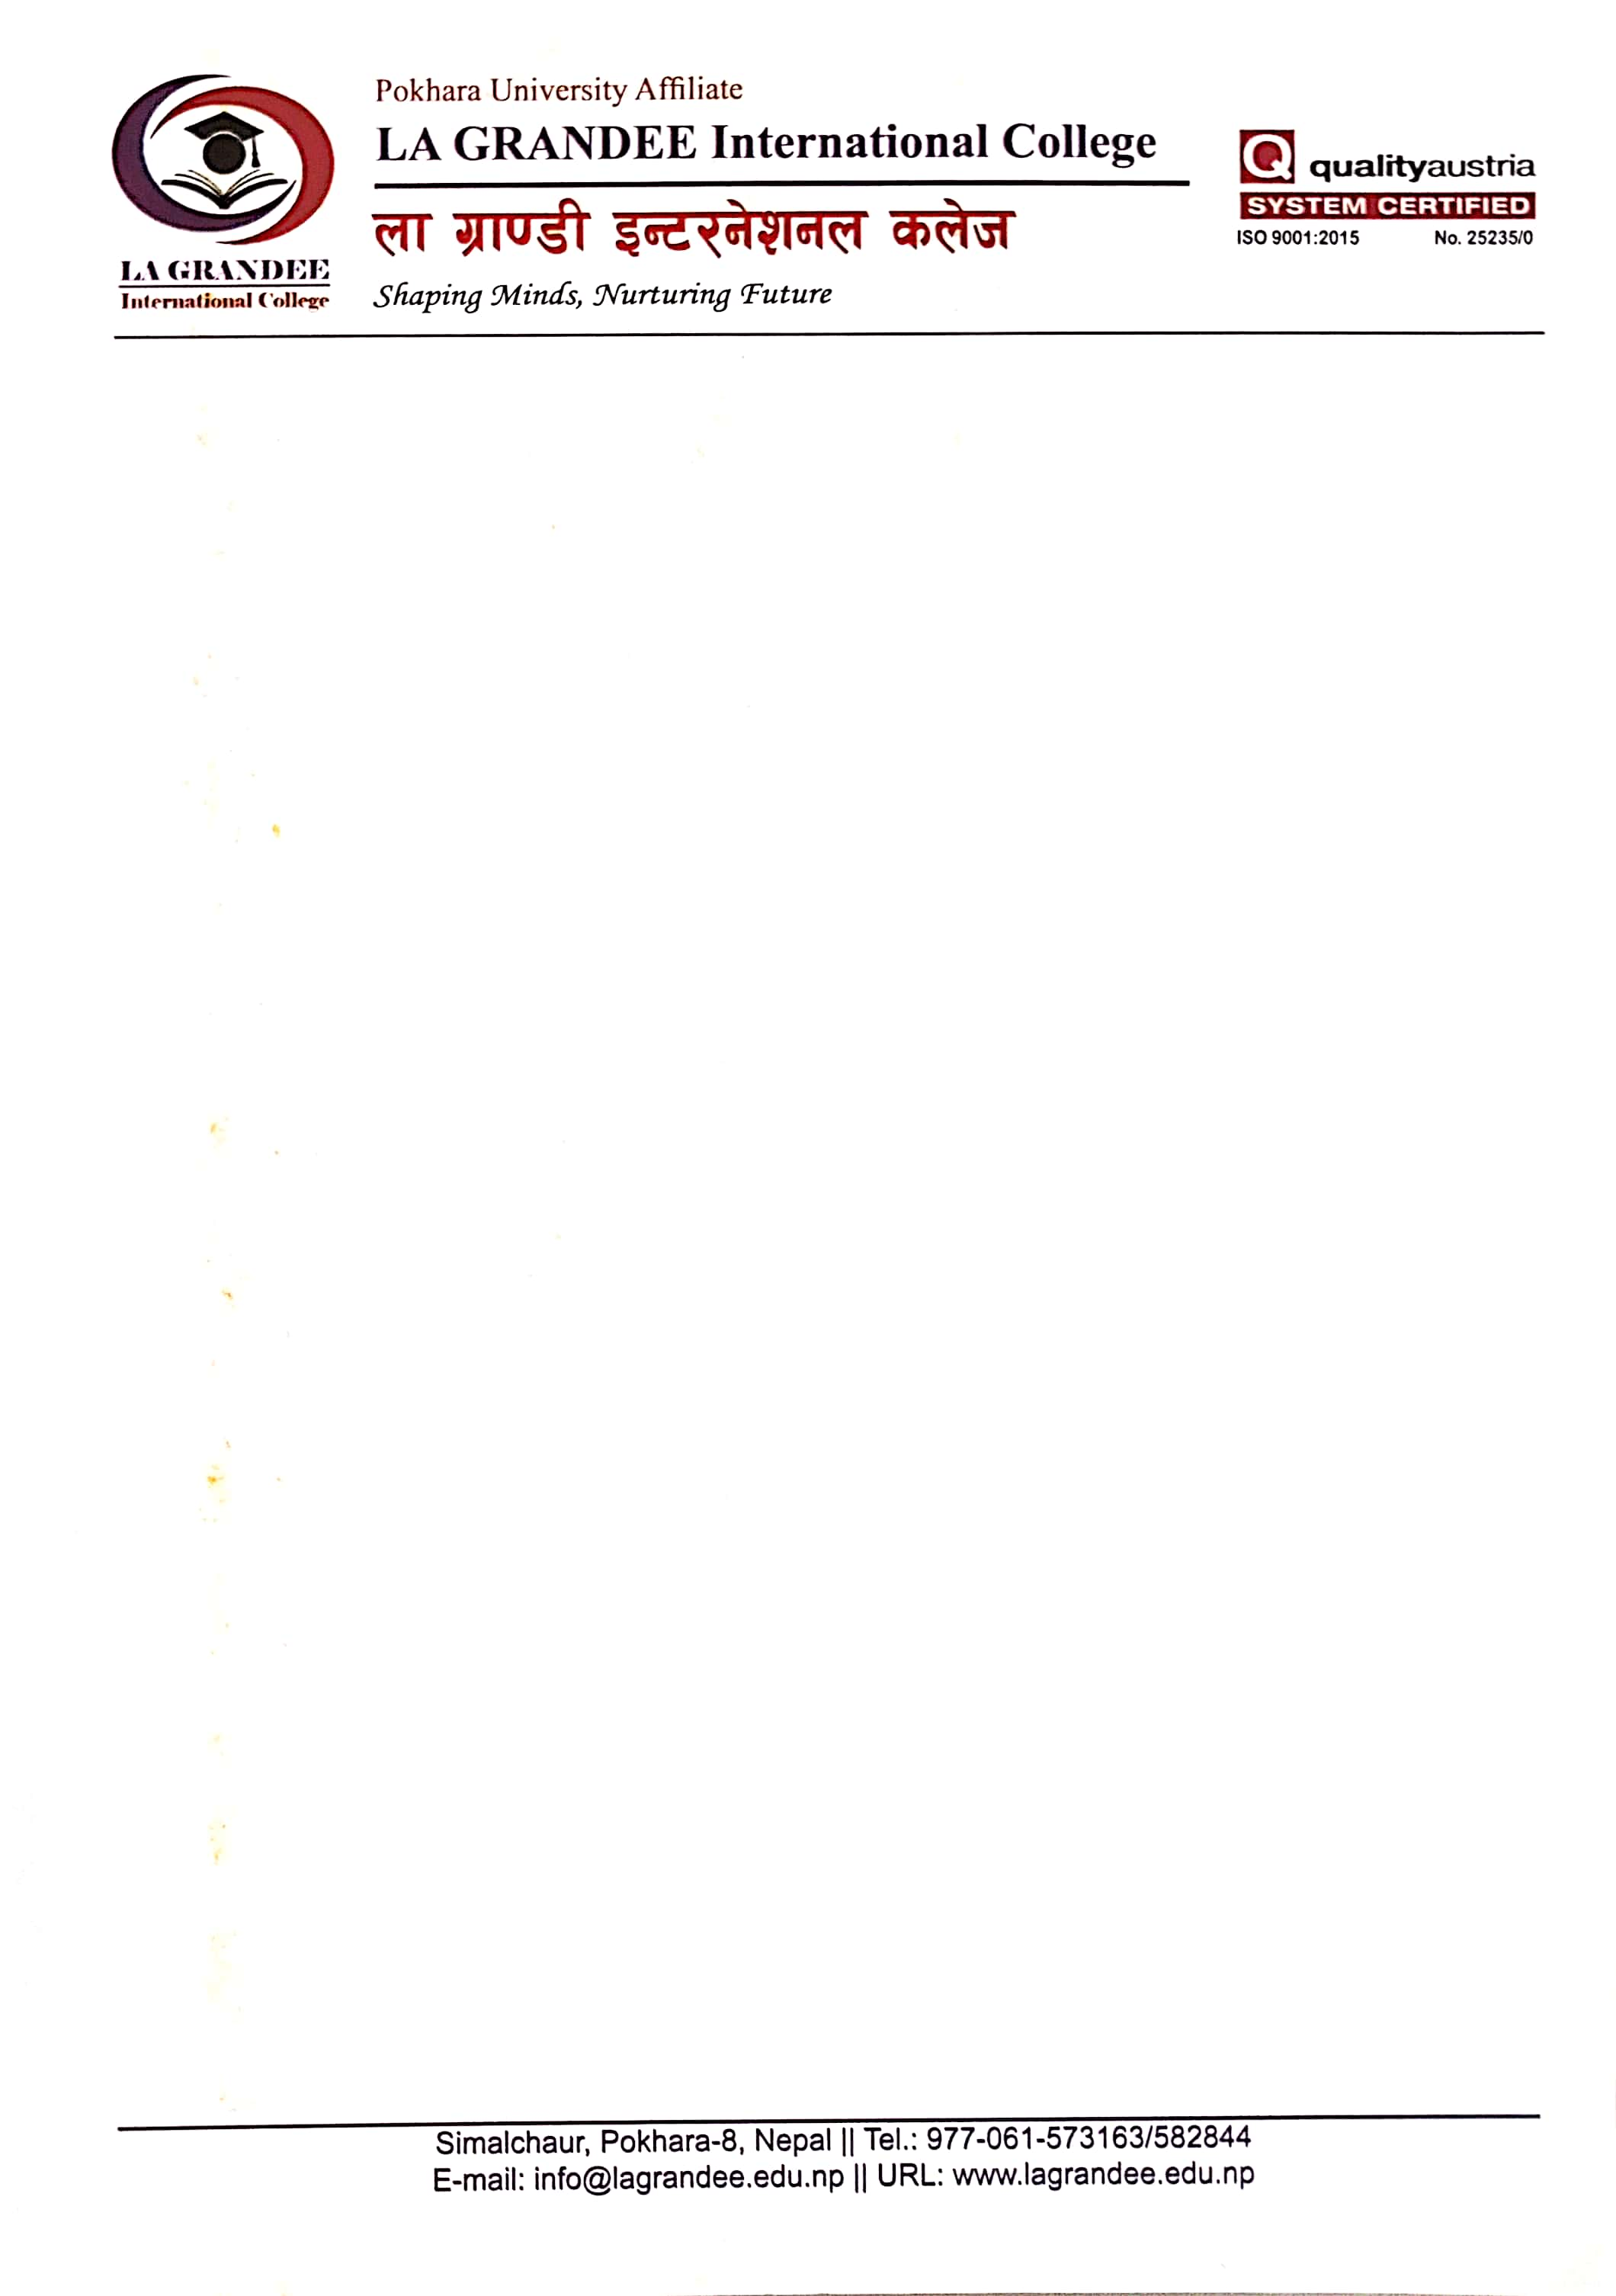 Pokhara University Affiliate
LA GRANDEE International College
ला ग्राण्डी इन्टरनेशनल कलेज
Shaping Minds, Nurturing Future
LA GRANDEE
International College
Q qualityaustria
SYSTEM CERTIFIED
ISO 9001:2015 No. 25235/0
Simalchaur, Pokhara-8, Nepal || Tel.: 977-061-573163/582844
E-mail: info@lagrandee.edu.np || URL: www.lagrandee.edu.np